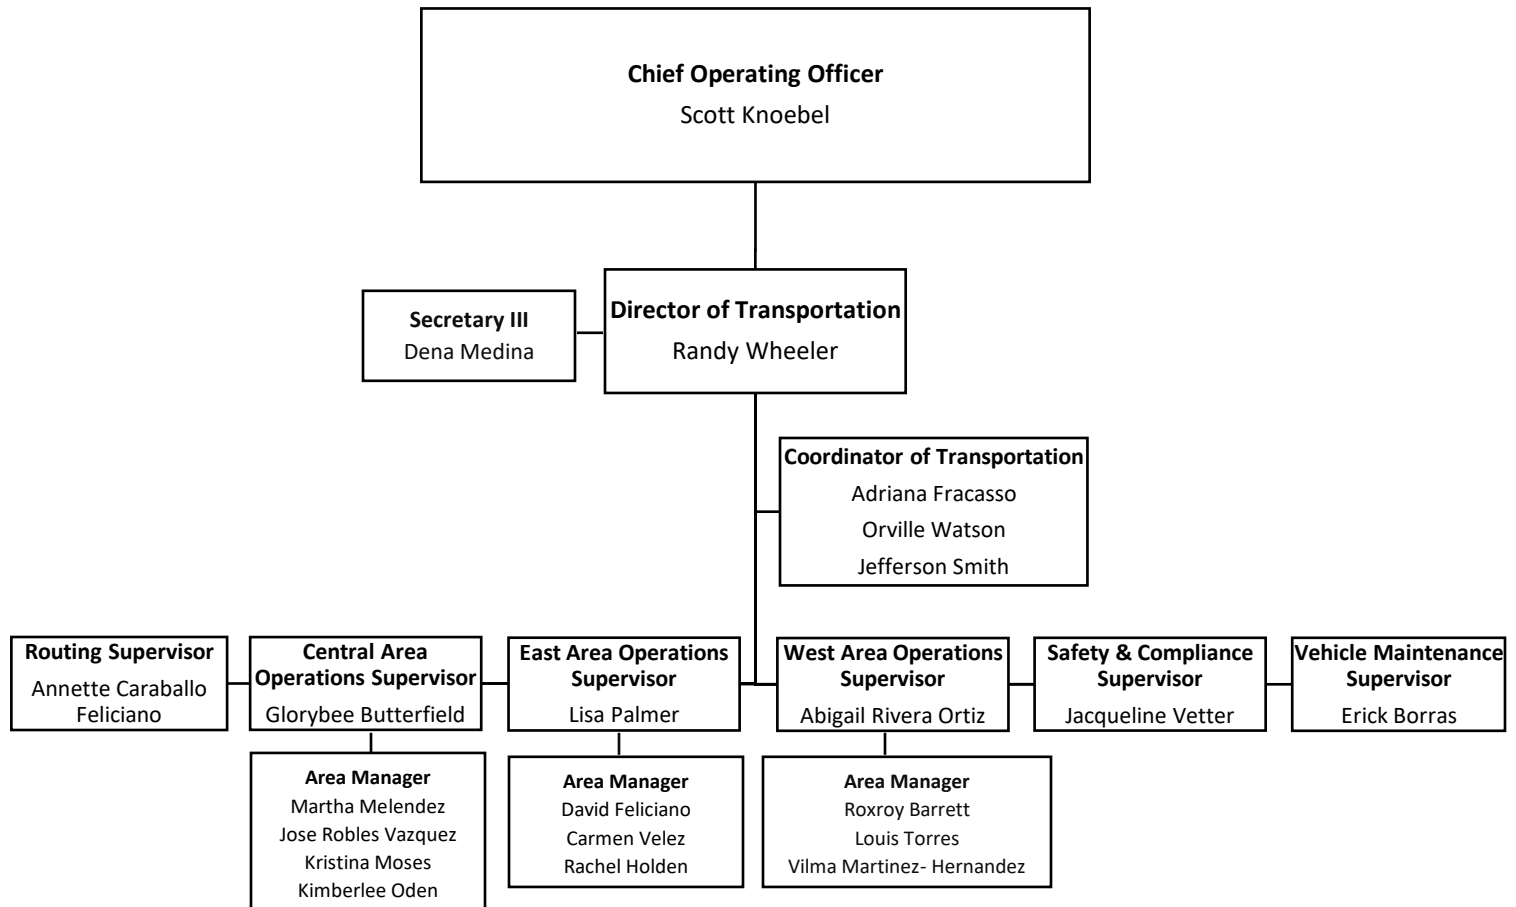 Chief Operating Officer
Scott Knoebel
Secretary III
Dena Medina
Director of Transportation
Randy Wheeler
Coordinator of Transportation
Adriana Fracasso
Orville Watson
Jefferson Smith
Routing Supervisor
Annette Caraballo
Feliciano
Central Area
Operations Supervisor
Glorybee Butterfield
East Area Operations
Supervisor
Lisa Palmer
West Area Operations
Supervisor
Abigail Rivera Ortiz
Safety & Compliance
Supervisor
Jacqueline Vetter
Vehicle Maintenance
Supervisor
Erick Borras
Area Manager
Martha Melendez
Jose Robles Vazquez
Kristina Moses
Kimberlee Oden
Area Manager
David Feliciano
Carmen Velez
Rachel Holden
Area Manager
Roxroy Barrett
Louis Torres
Vilma Martinez- Hernandez